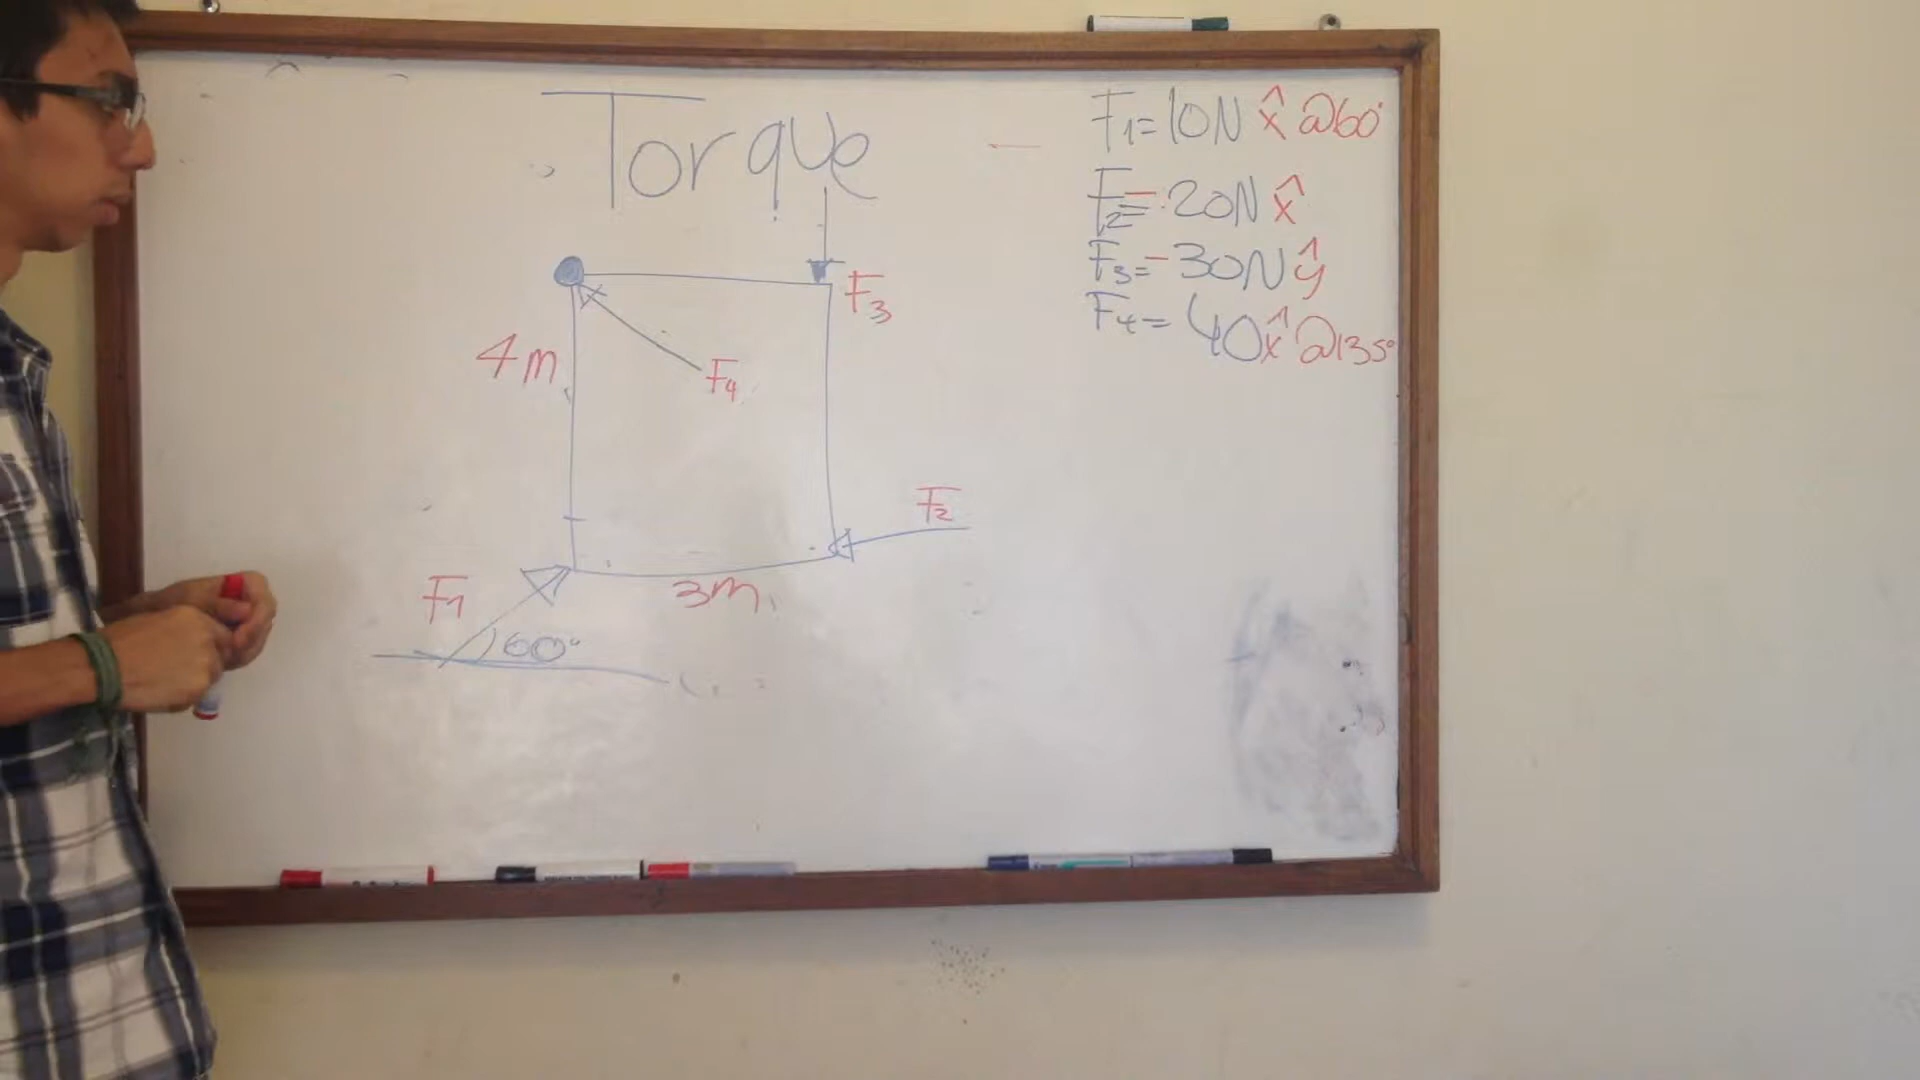 Torque
F1=10N x̂ @60°
F2=-20N x̂
F3=-30N ŷ
F4=40x̂ @135°
F3
4m
F4
F2
F1
3m
60°